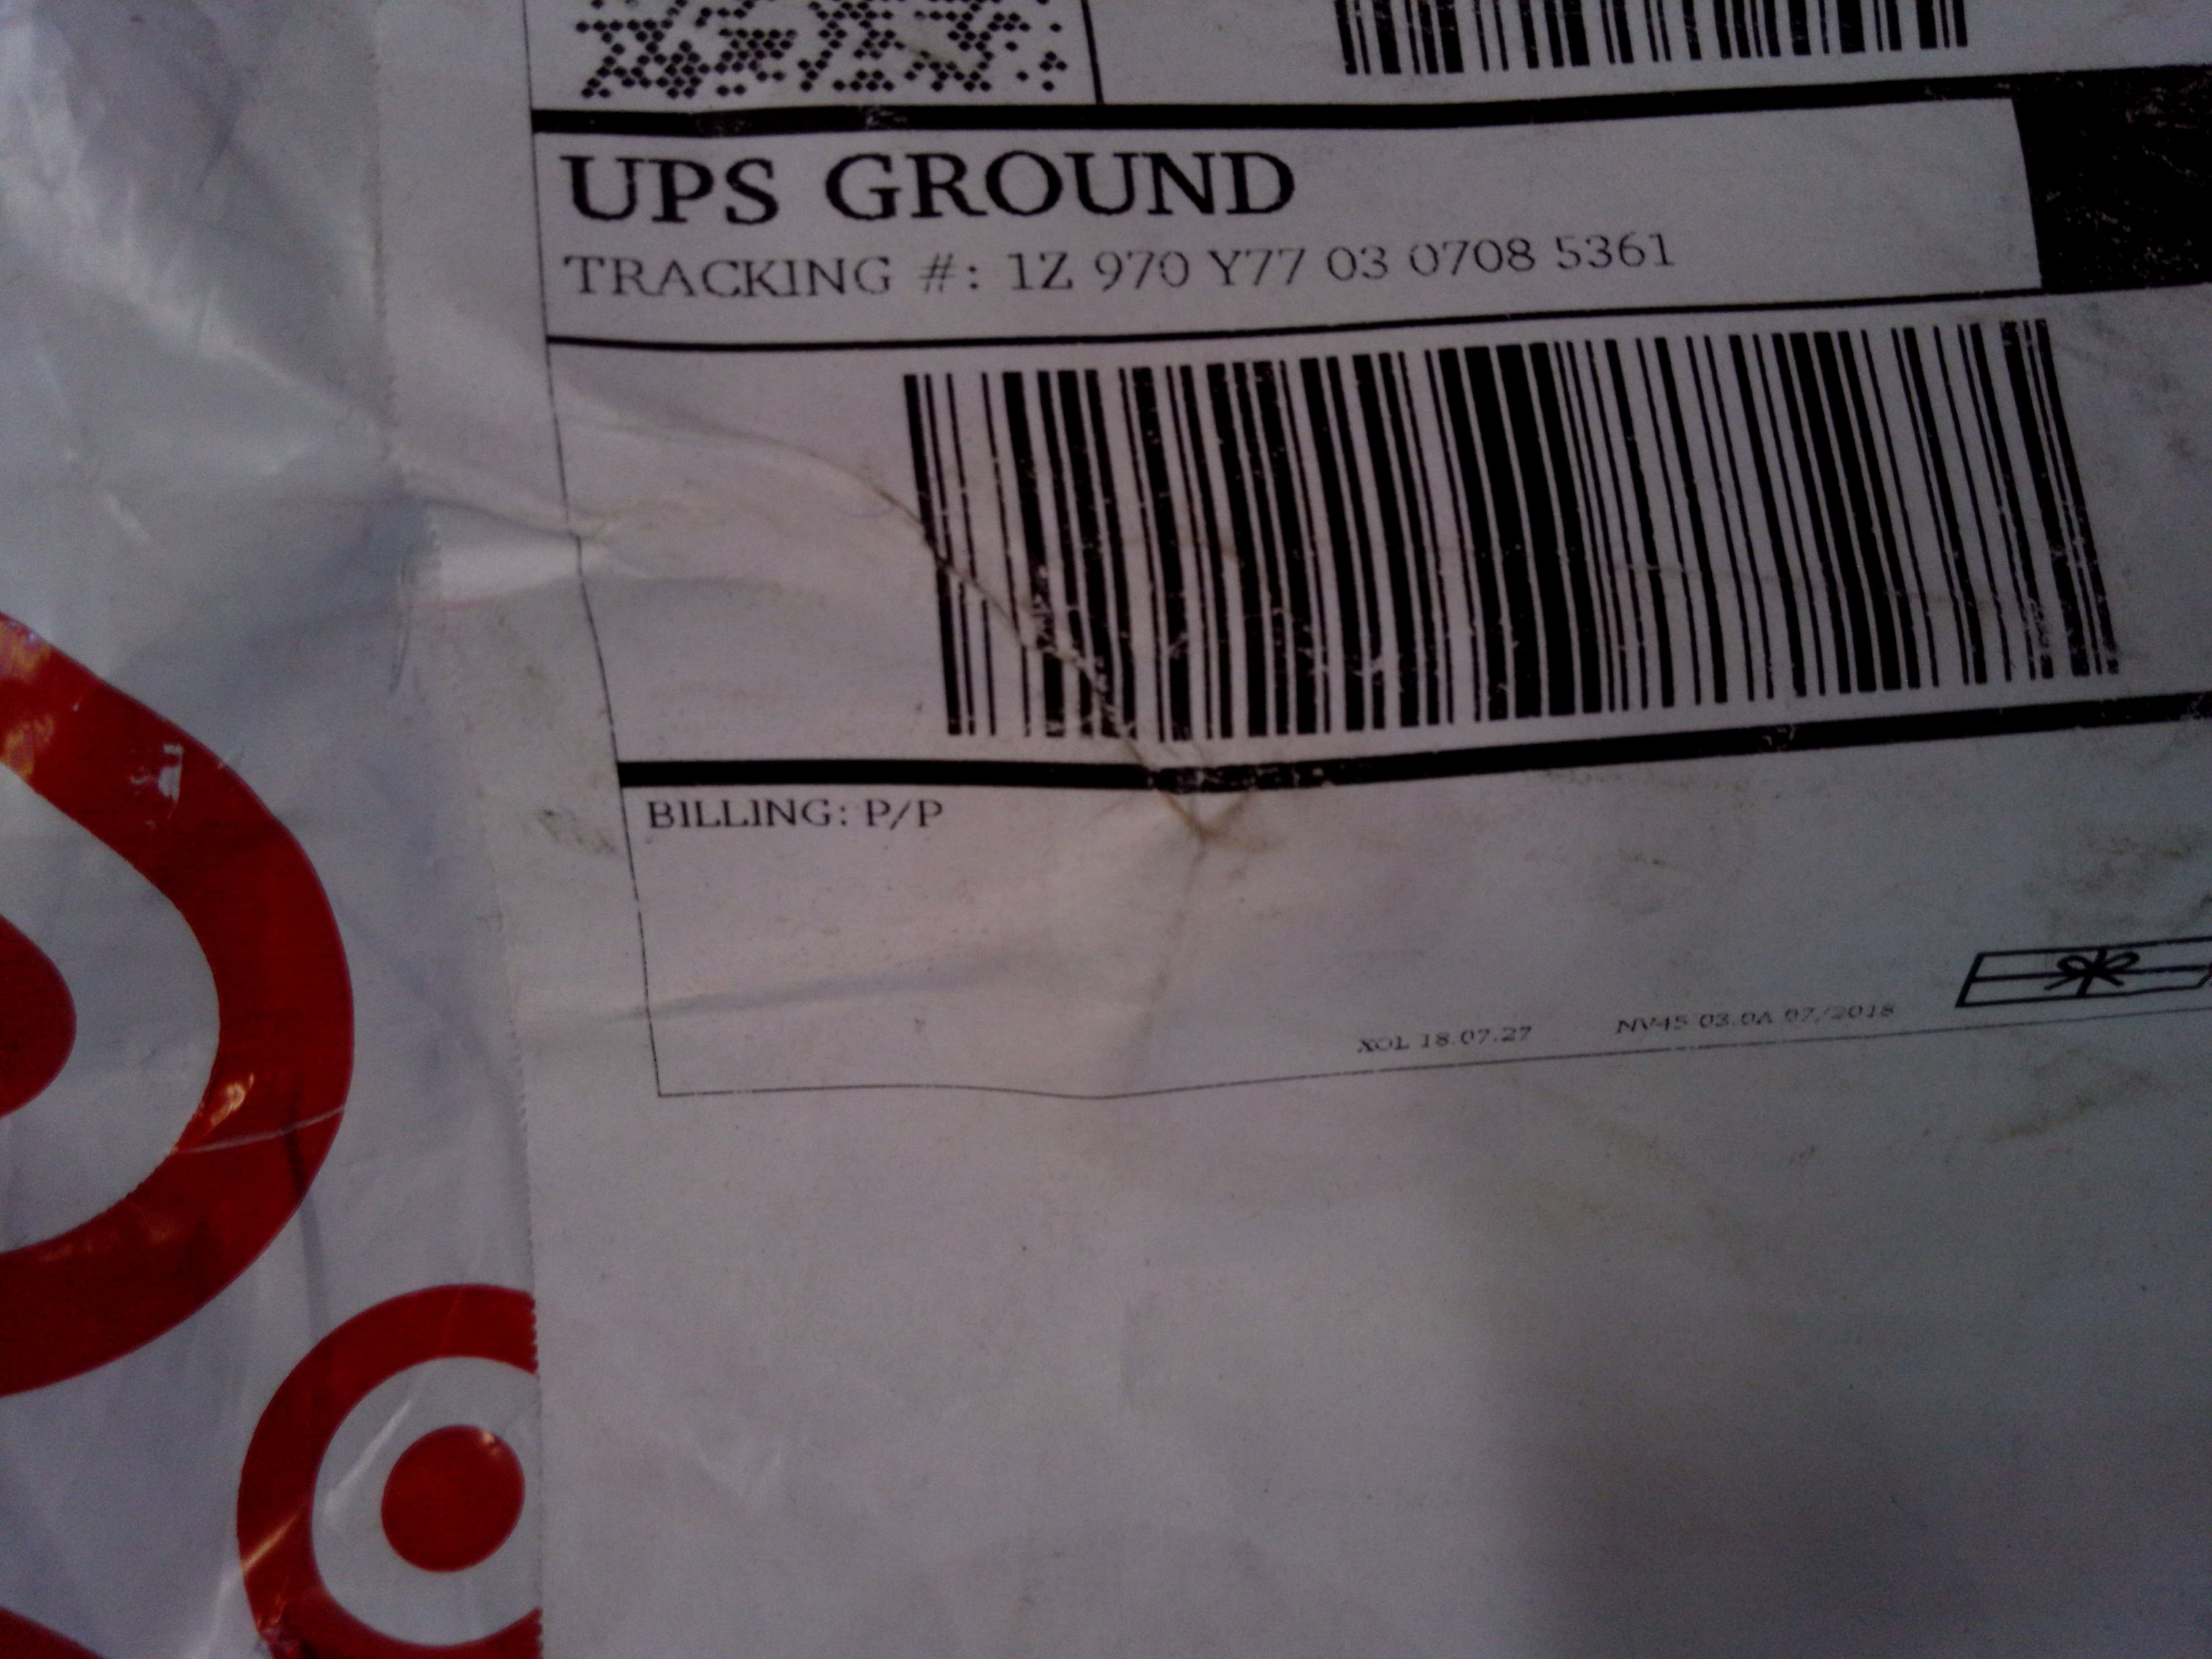 UPS GROUND
TRACKING #: 1Z 970 Y77 03 0708 5361
BILLING: P/P
XOL 18.07.27 NV45 03.0A 07/2018